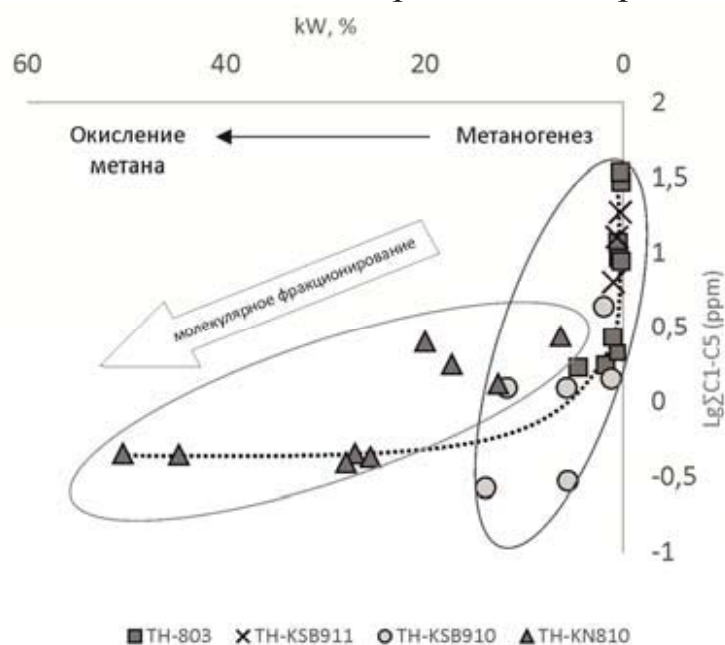 kW, %
60 40 20 0
2
Окисление метана
Метаногенез
1,5
молекулярное фракционирование
1
0,5
0
-0,5
-1
Lg∑C1-C5 (ppm)
TH-803 TH-KSB911 TH-KSB910 TH-KN810